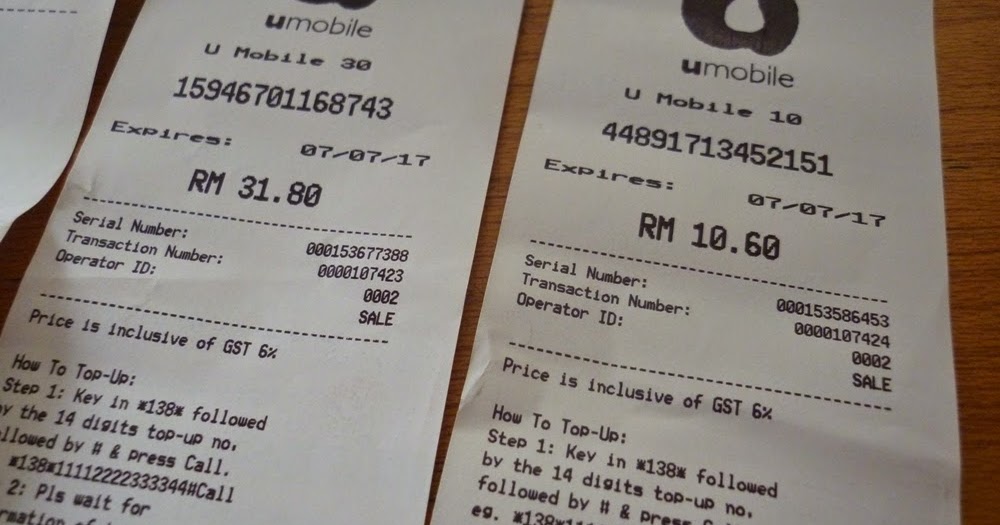 umobile
U Mobile 30
15946701168743
Expires: 07/07/17
RM 31.80
Serial Number: 000153677388
Transaction Number: 0000107423
Operator ID: 0002
SALE
Price is inclusive of GST 6%
How To Top-Up:
Step 1: Key in *138* followed
by the 14 digits top-up no.
followed by # & press Call.
*138*11112222333344#Call
2: Pls wait for
umobile
U Mobile 10
44891713452151
Expires: 07/07/17
RM 10.60
Serial Number: 000153586453
Transaction Number: 0000107424
Operator ID: 0002
SALE
Price is inclusive of GST 6%
How To Top-Up:
Step 1: Key in *138* followed
by the 14 digits top-up no.
followed by # & press
eg.